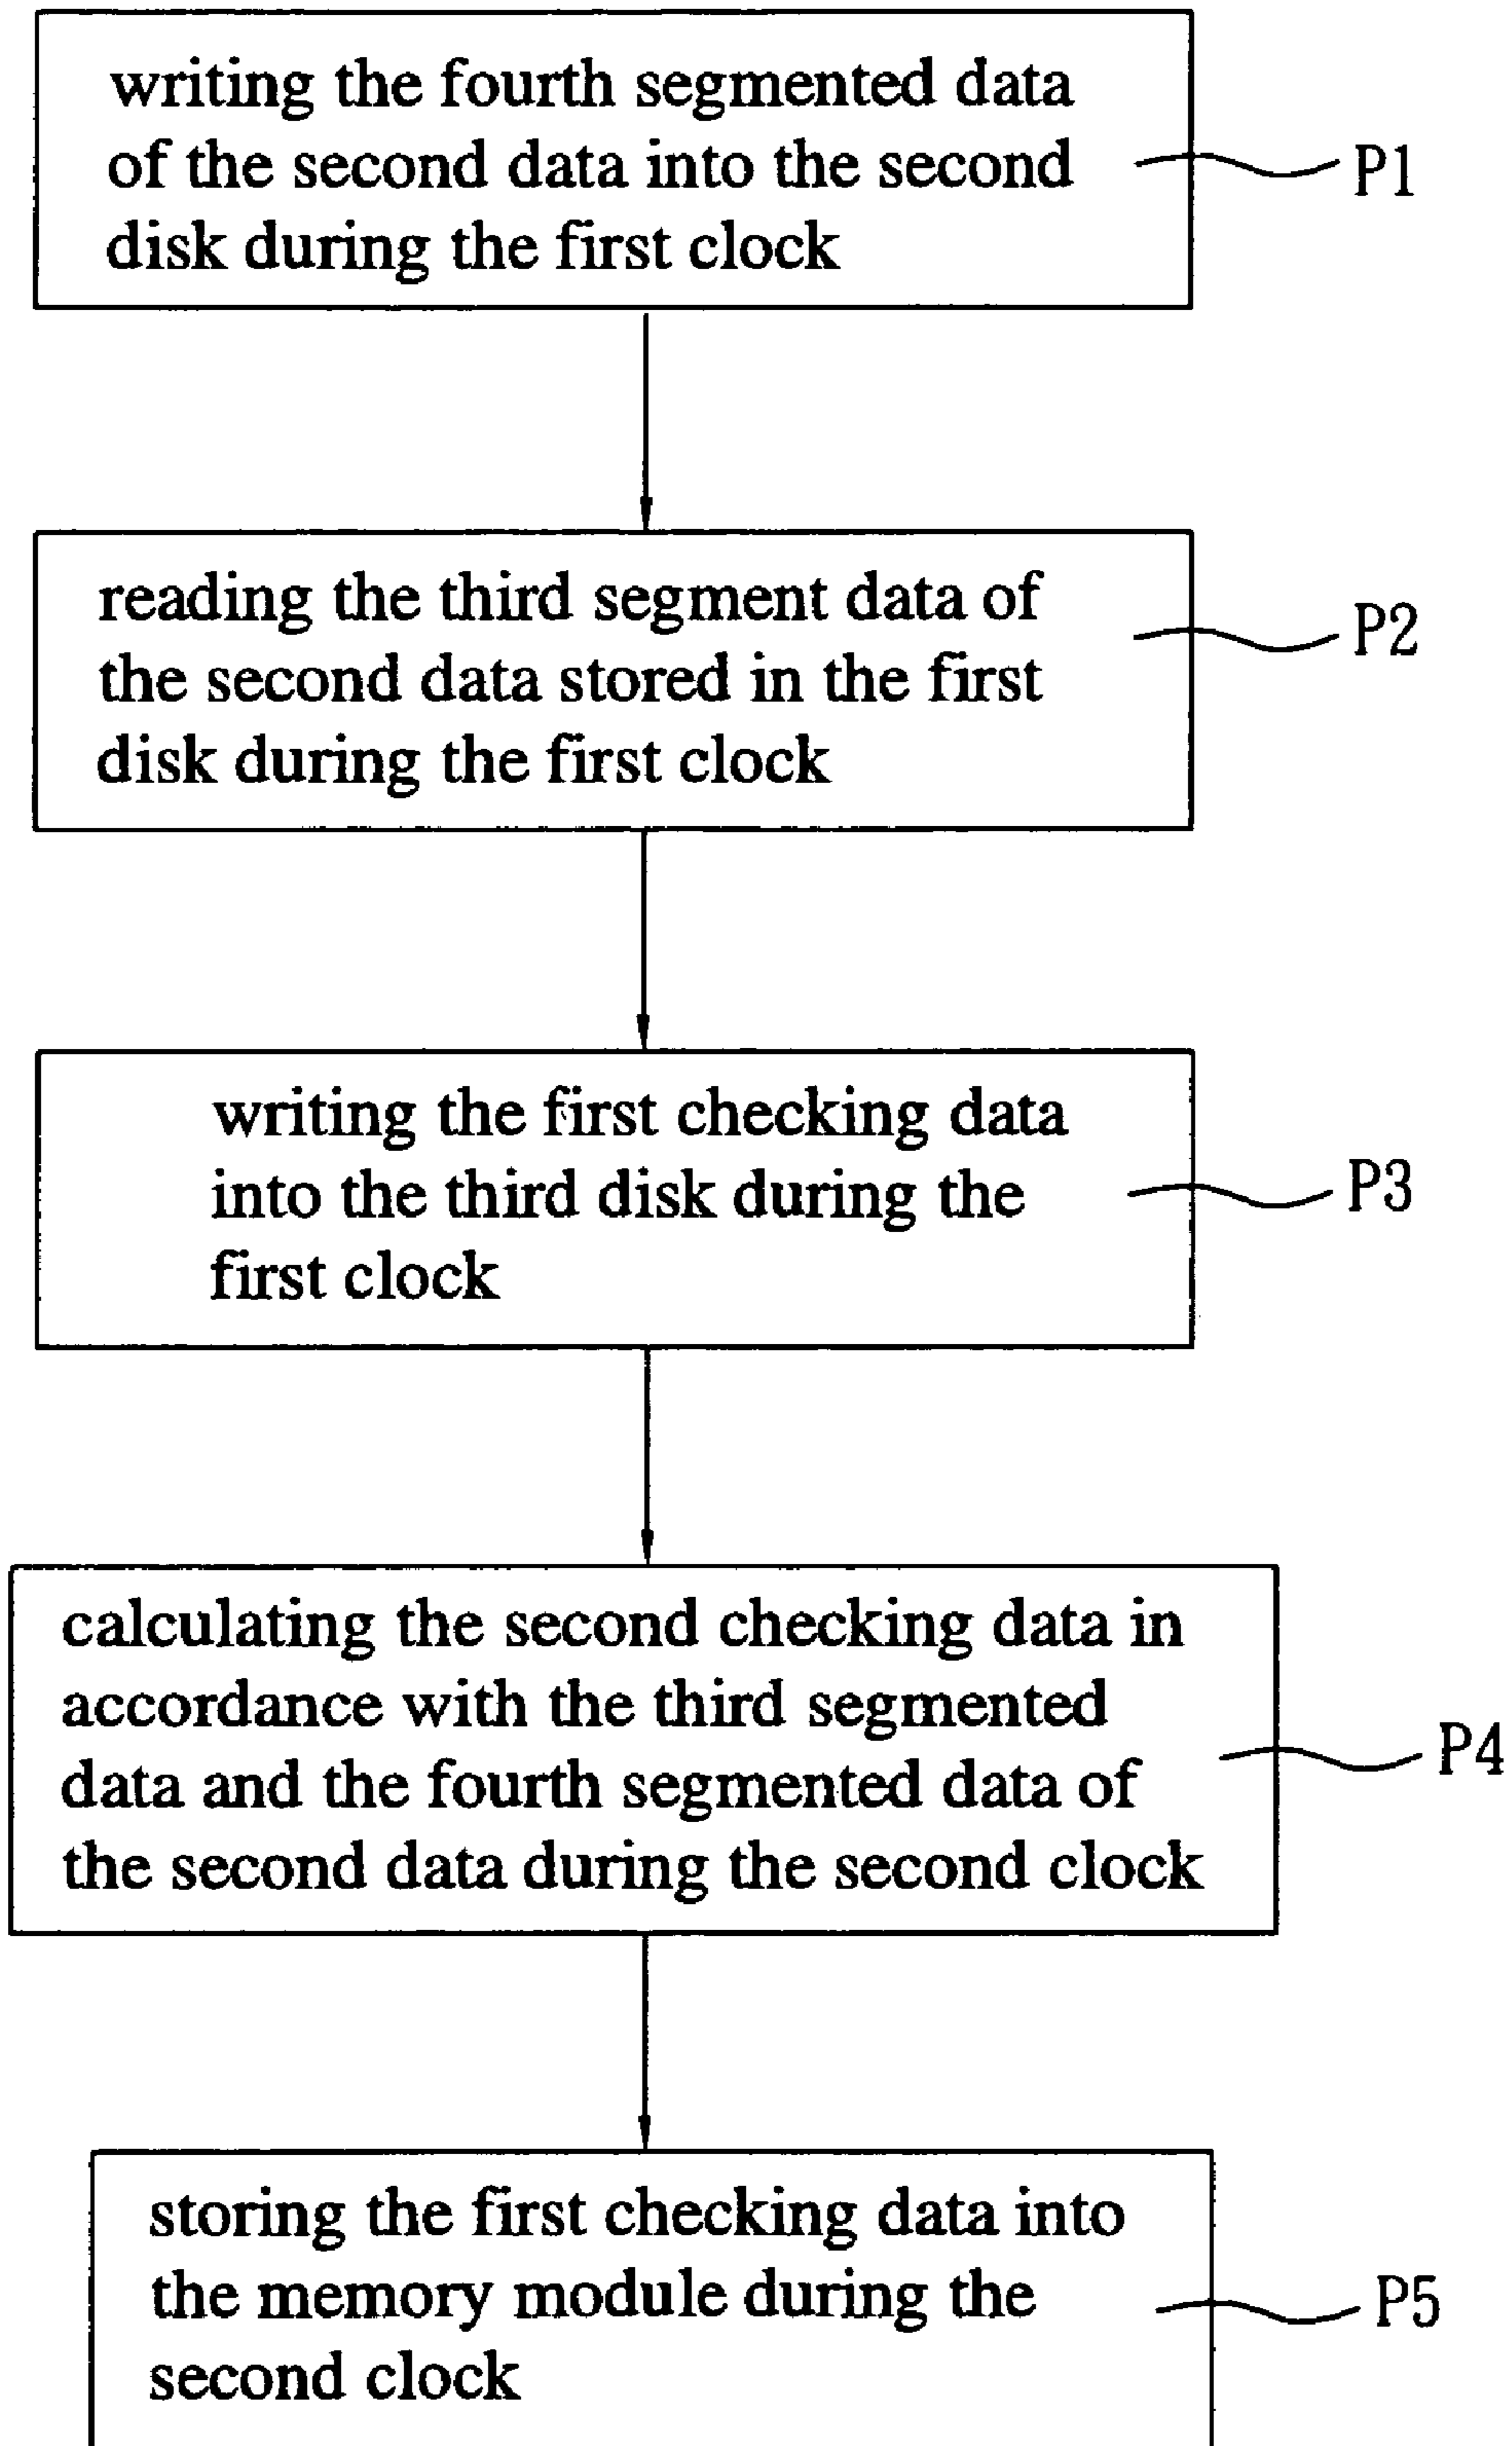 writing the fourth segmented data
of the second data into the second
disk during the first clock
P1
reading the third segment data of
the second data stored in the first
disk during the first clock
P2
writing the first checking data
into the third disk during the
first clock
P3
calculating the second checking data in
accordance with the third segmented
data and the fourth segmented data of
the second data during the second clock
P4
storing the first checking data into
the memory module during the
second clock
P5